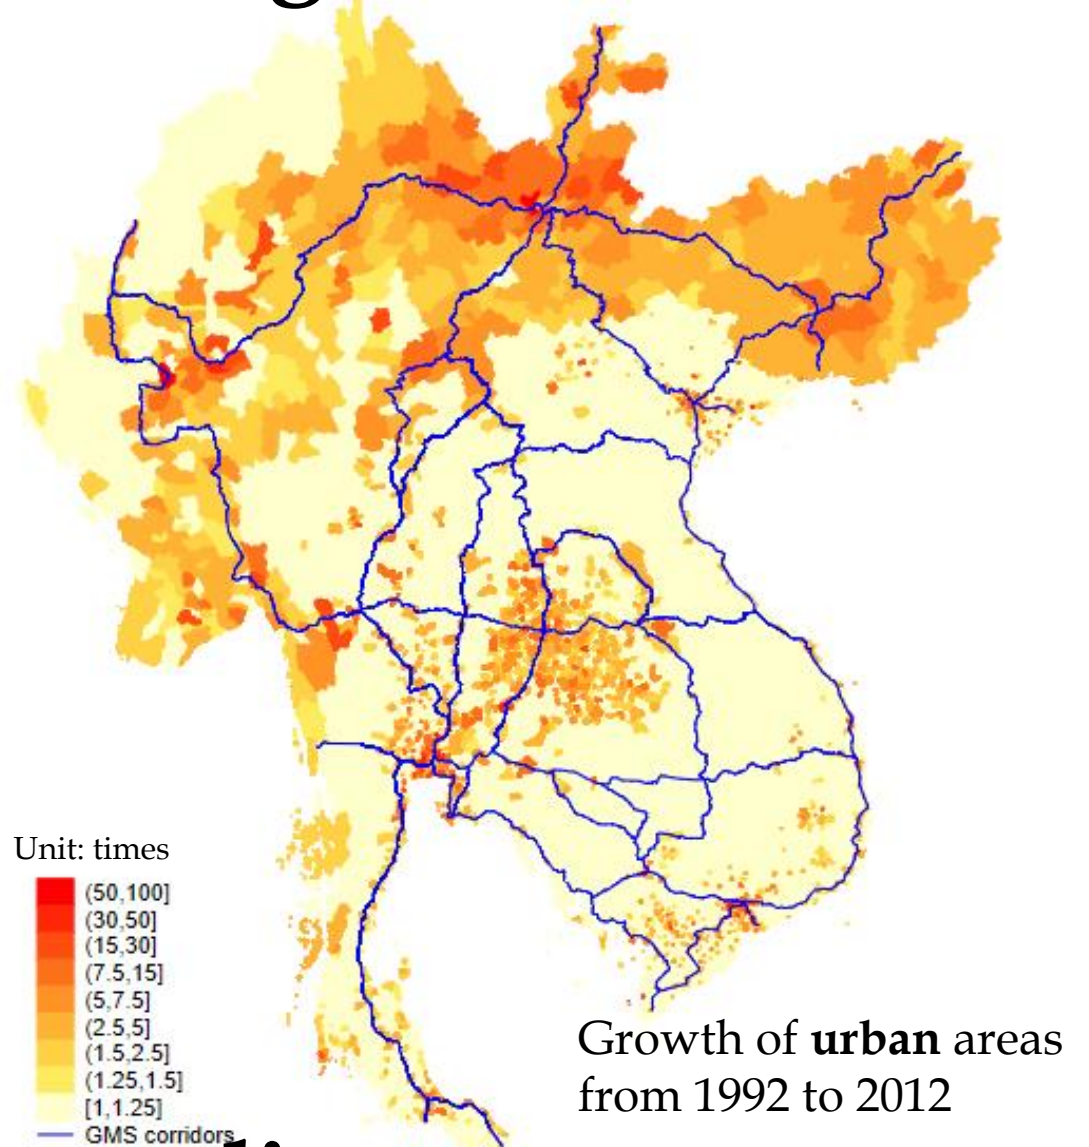 Unit: times
(50,100]
(30,50]
(15,30]
(7.5,15]
(5,7.5]
(2.5,5]
(1.5,2.5]
(1.25,1.5]
[1,1.25]
GMS corridors
Growth of urban areas
from 1992 to 2012